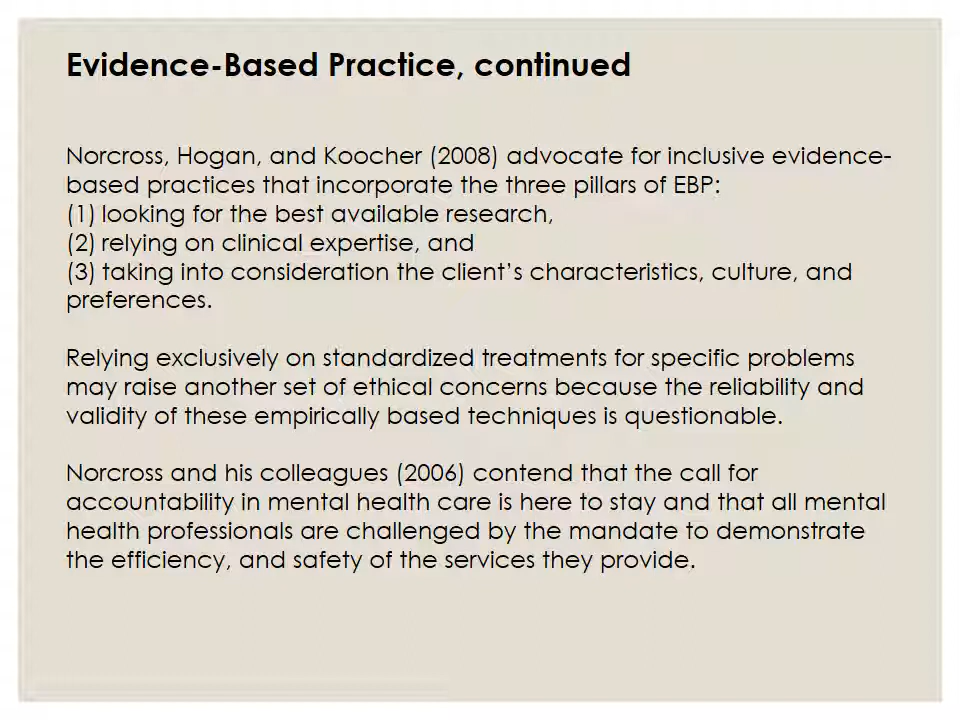 Evidence-Based Practice, continued
Norcross, Hogan, and Koocher (2008) advocate for inclusive evidence-
based practices that incorporate the three pillars of EBP:
(1) looking for the best available research,
(2) relying on clinical expertise, and
(3) taking into consideration the client’s characteristics, culture, and
preferences.
Relying exclusively on standardized treatments for specific problems
may raise another set of ethical concerns because the reliability and
validity of these empirically based techniques is questionable.
Norcross and his colleagues (2006) contend that the call for
accountability in mental health care is here to stay and that all mental
health professionals are challenged by the mandate to demonstrate
the efficiency, and safety of the services they provide.